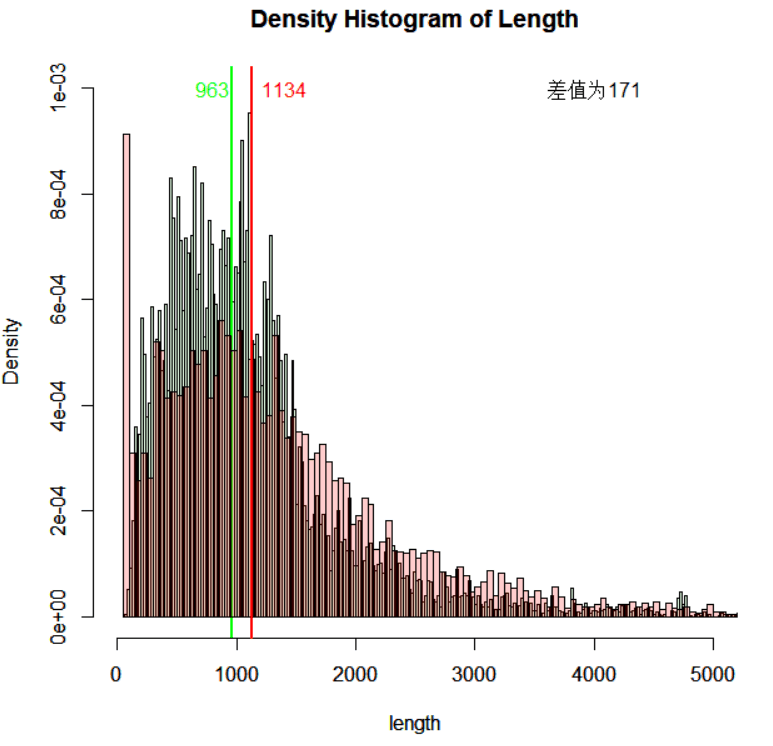 Density Histogram of Length
963
1134
差值为171
1e-03
8e-04
6e-04
4e-04
2e-04
0e+00
Density
0
1000
2000
3000
4000
5000
length